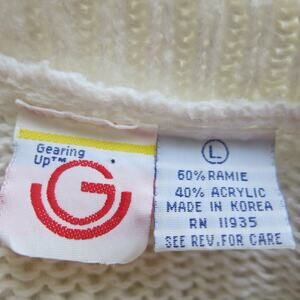 Gearing
Up™
G
L
60% RAMIE
40% ACRYLIC
MADE IN KOREA
RN 11935
SEE REV. FOR CARE